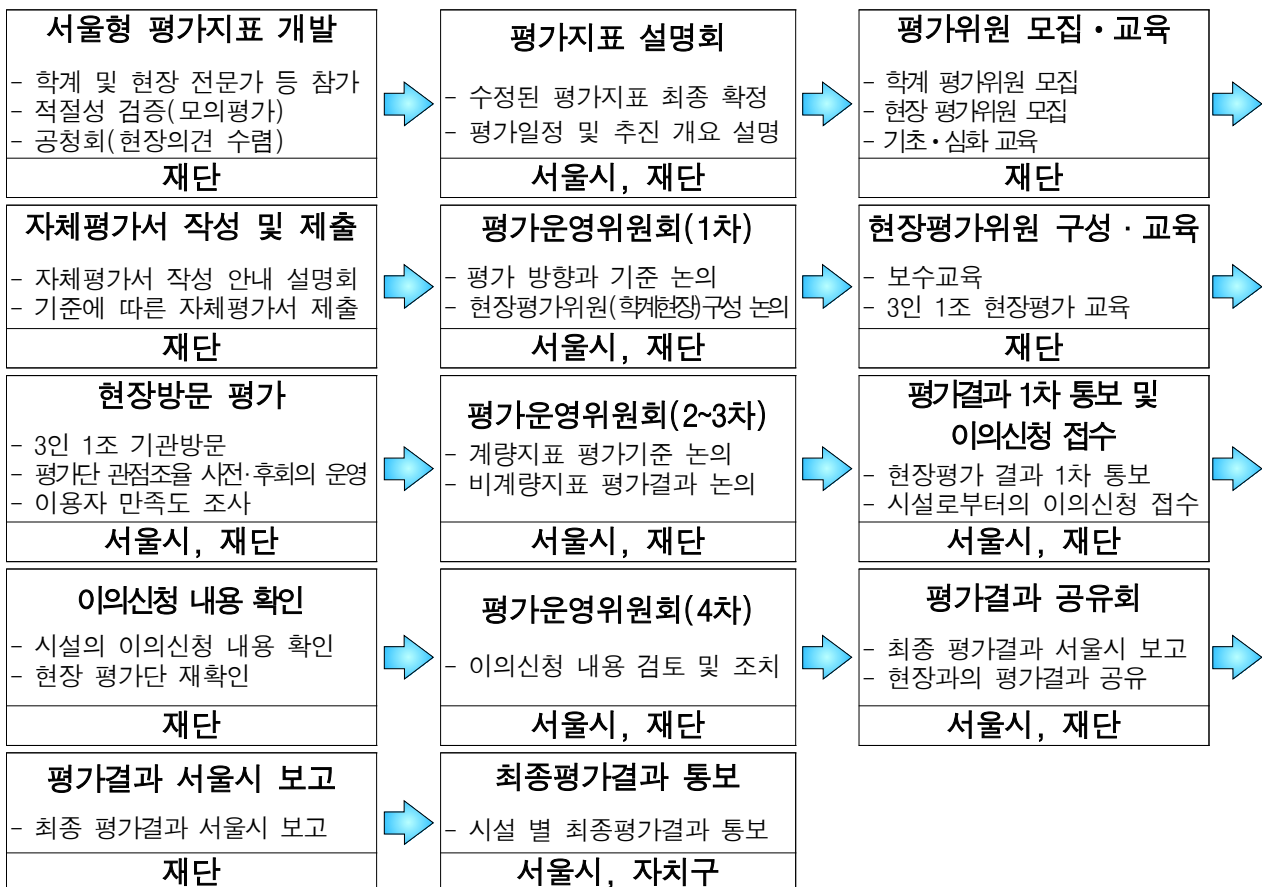 서울형 평가지표 개발
- 학계 및 현장 전문가 등 참가
- 적절성 검증(모의평가)
- 공청회(현장의견 수렴)
재단
평가지표 설명회
- 수정된 평가지표 최종 확정
- 평가일정 및 추진 개요 설명
서울시, 재단
평가위원 모집·교육
- 학계 평가위원 모집
- 현장 평가위원 모집
- 기초·심화 교육
재단
자체평가서 작성 및 제출
- 자체평가서 작성 안내 설명회
- 기준에 따른 자체평가서 제출
재단
평가운영위원회(1차)
- 평가 방향과 기준 논의
- 현장평가위원(학계현장)구성 논의
서울시, 재단
현장평가위원 구성·교육
- 보수교육
- 3인 1조 현장평가 교육
재단
현장방문 평가
- 3인 1조 기관방문
- 평가단 관점조율 사전·후회의 운영
- 이용자 만족도 조사
서울시, 재단
평가운영위원회(2~3차)
- 계량지표 평가기준 논의
- 비계량지표 평가결과 논의
서울시, 재단
평가결과 1차 통보 및
이의신청 접수
- 현장평가 결과 1차 통보
- 시설로부터의 이의신청 접수
서울시, 재단
이의신청 내용 확인
- 시설의 이의신청 내용 확인
- 현장 평가단 재확인
재단
평가운영위원회(4차)
- 이의신청 내용 검토 및 조치
서울시, 재단
평가결과 공유회
- 최종 평가결과 서울시 보고
- 현장과의 평가결과 공유
서울시, 재단
평가결과 서울시 보고
- 최종 평가결과 서울시 보고
재단
최종평가결과 통보
- 시설 별 최종평가결과 통보
서울시, 자치구